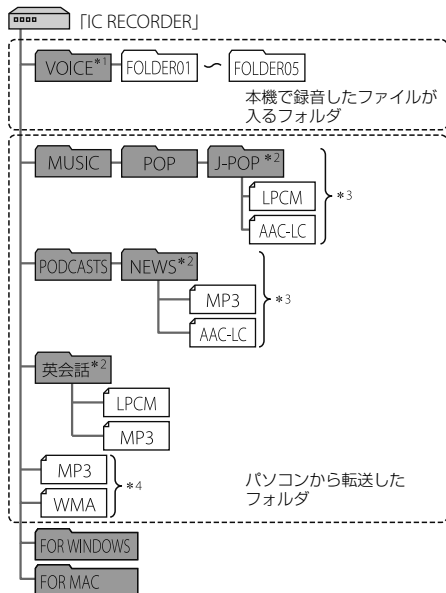 「IC RECORDER」
VOICE*1 FOLDER01 ～ FOLDER05
本機で録音したファイルが
入るフォルダ
MUSIC POP J-POP *2
LPCM
*3
AAC-LC
PODCASTS NEWS*2
MP3
*3
AAC-LC
英会話*2
LPCM
MP3
MP3
*4
WMA
パソコンから転送した
フォルダ
FOR WINDOWS
FOR MAC